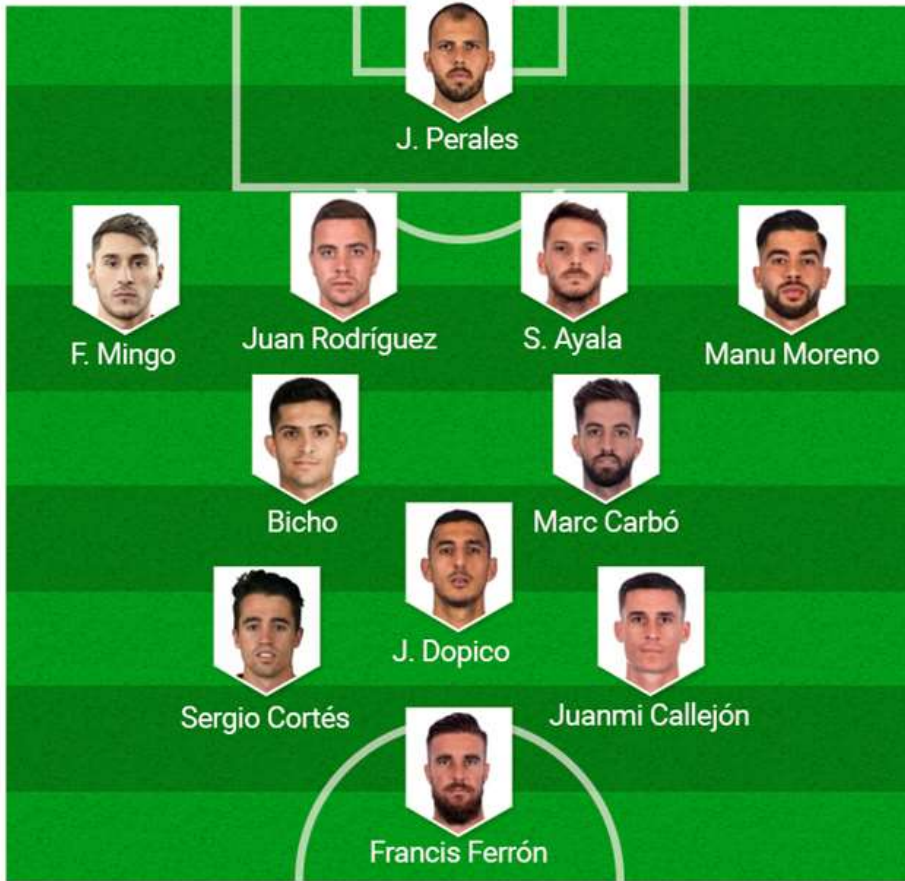 J. Perales
F. Mingo
Juan Rodríguez
S. Ayala
Manu Moreno
Bicho
Marc Carbó
J. Dopico
Sergio Cortés
Juanmi Callejón
Francis Ferrón